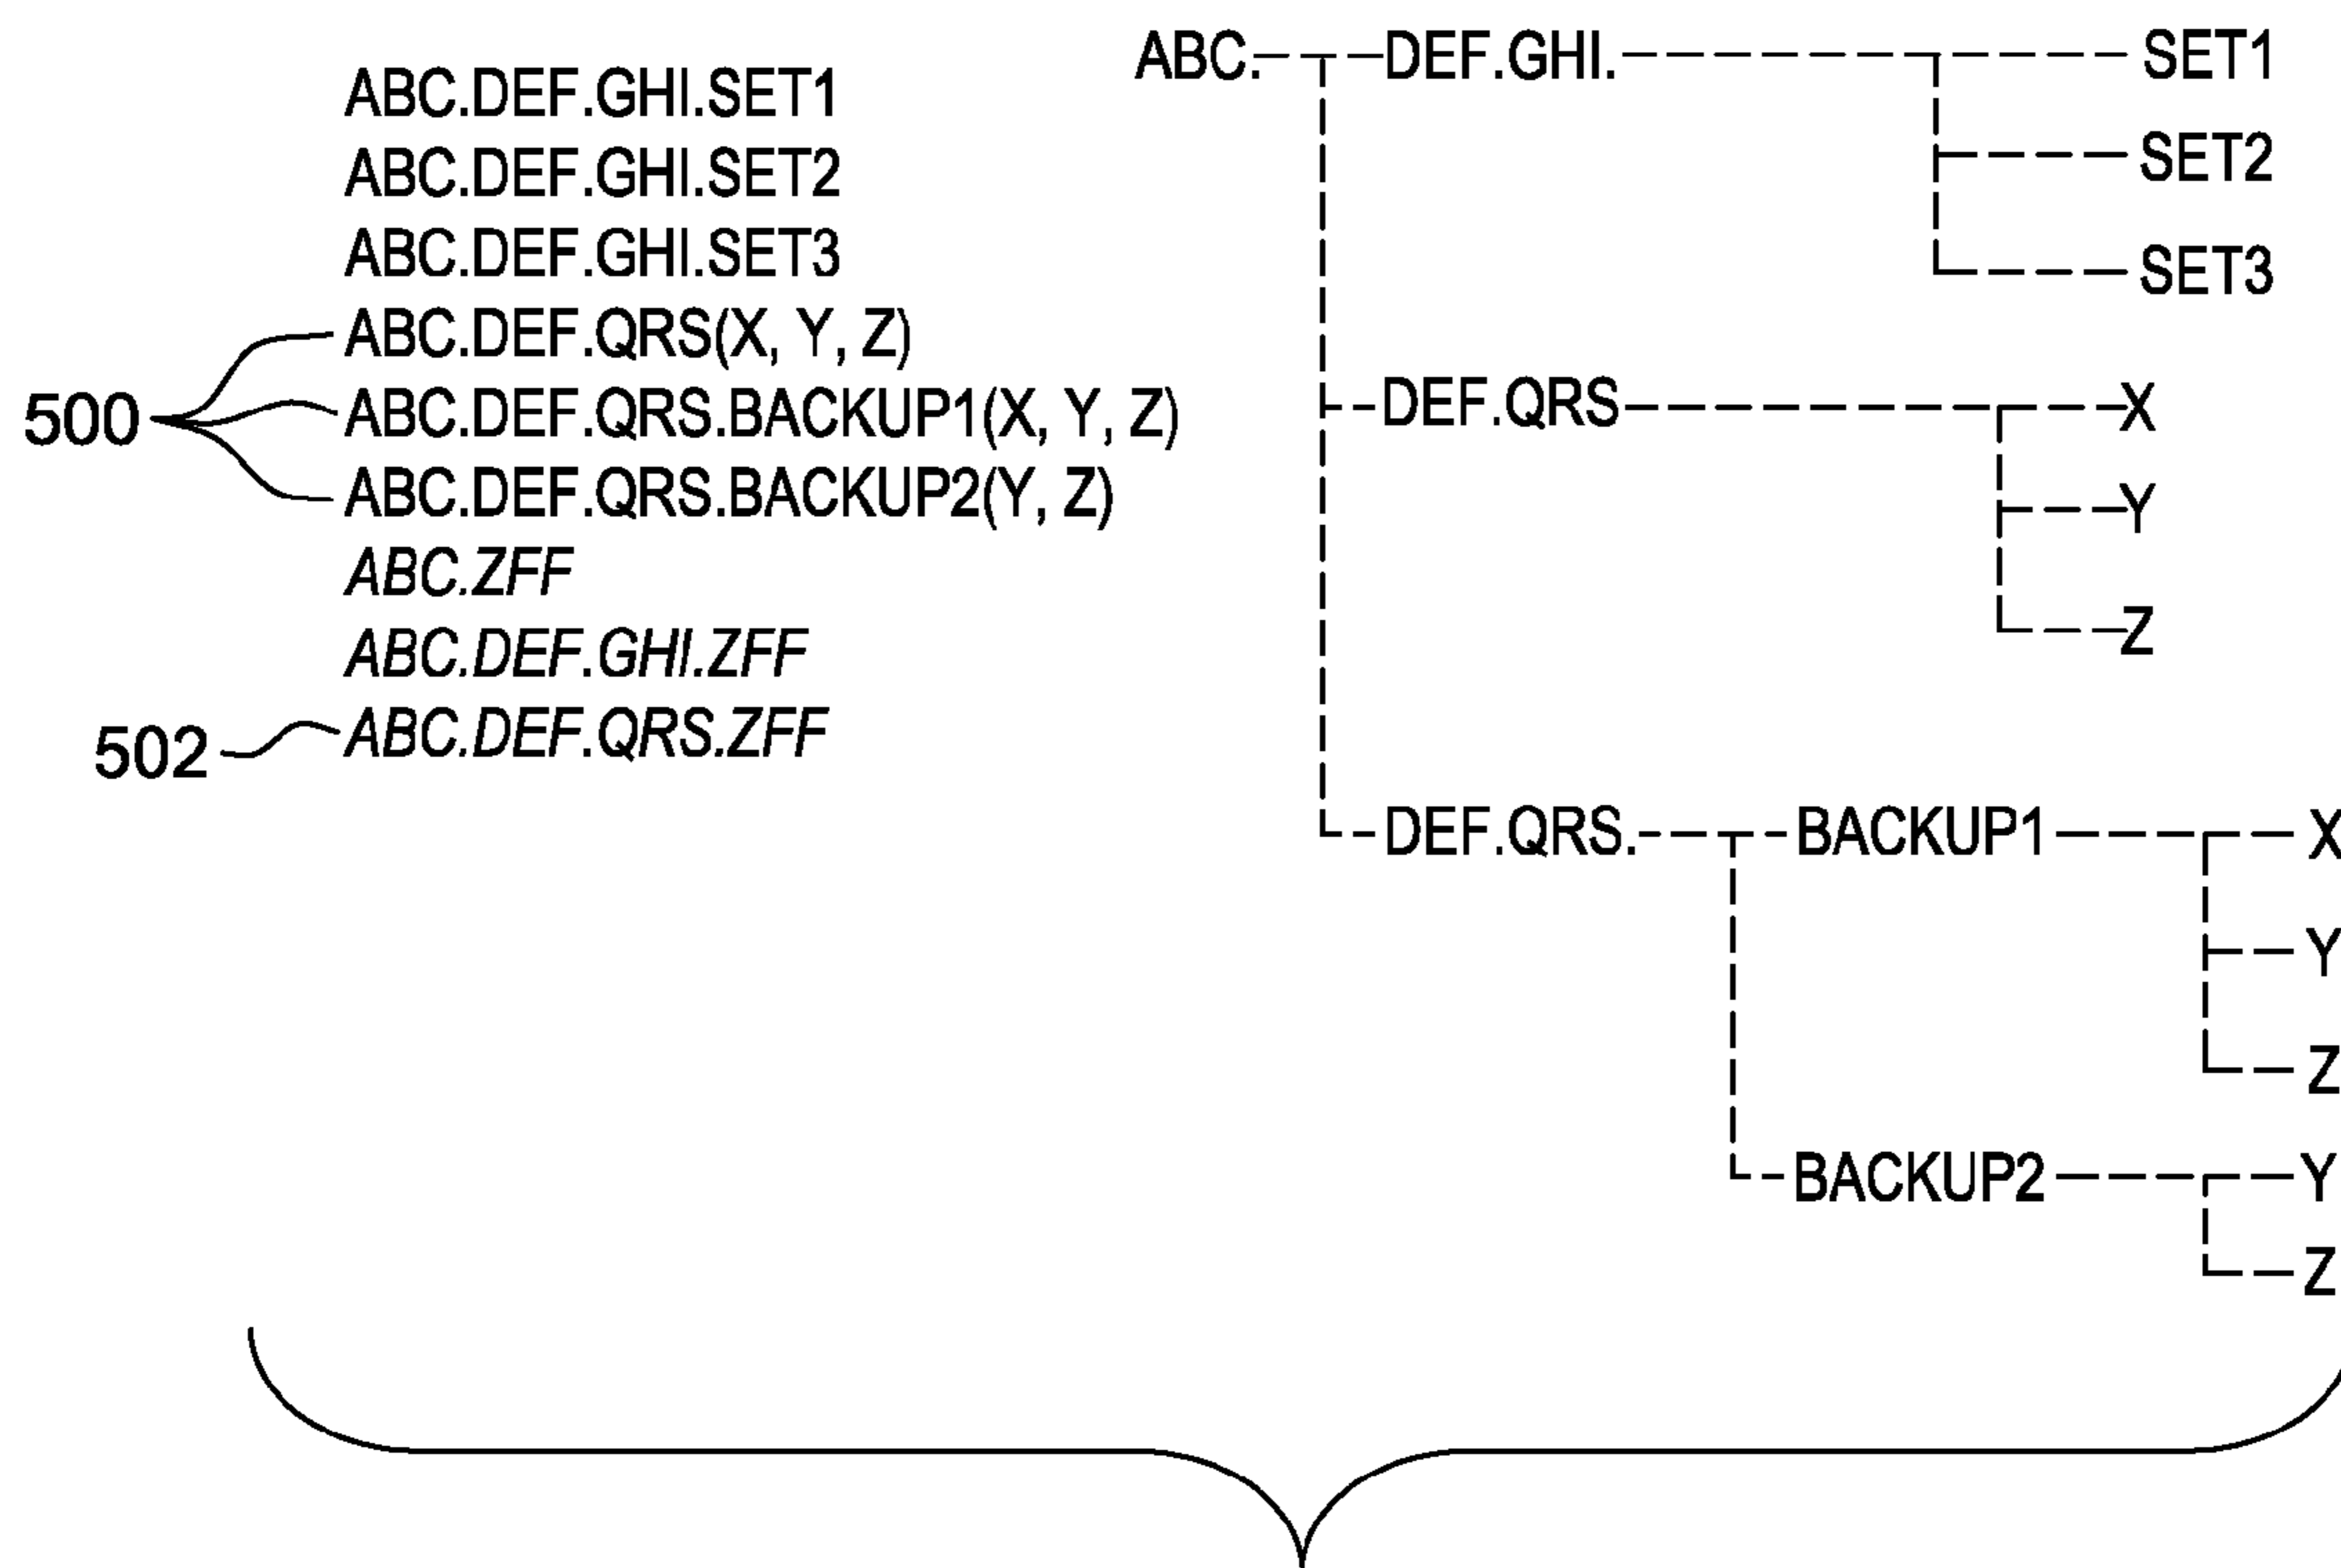 ABC.DEF.GHI.SET1
ABC.DEF.GHI.SET2
ABC.DEF.GHI.SET3
ABC.DEF.QRS(X, Y, Z)
500 ABC.DEF.QRS.BACKUP1(X, Y, Z)
ABC.DEF.QRS.BACKUP2(Y, Z)
ABC.ZFF
ABC.DEF.GHI.ZFF
502 ABC.DEF.QRS.ZFF
ABC. DEF.GHI. SET1
SET2
SET3
DEF.QRS X
Y
Z
DEF.QRS. BACKUP1 X
Y
Z
BACKUP2 Y
Z